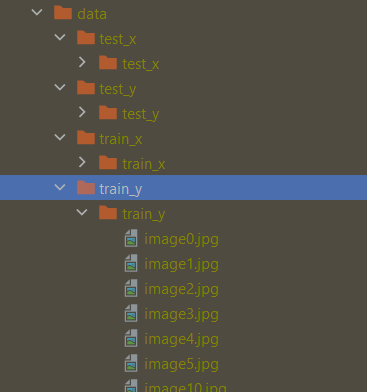 data
test_x
test_x
test_y
test_y
train_x
train_x
train_y
train_y
image0.jpg
image1.jpg
image2.jpg
image3.jpg
image4.jpg
image5.jpg
image10.jpg